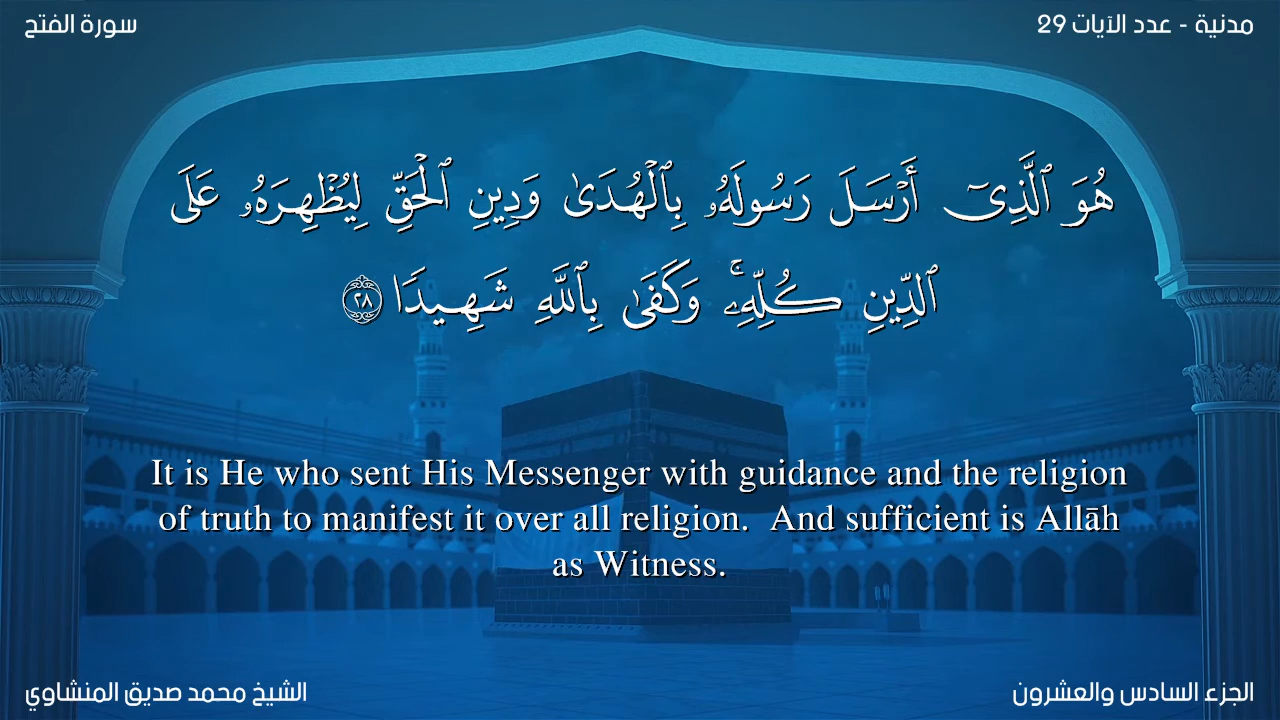 سورة الفتح
مدنية - عدد الآيات 29
هُوَ ٱلَّذِىٓ أَرْسَلَ رَسُولَهُۥ بِٱلْهُدَىٰ وَدِينِ ٱلْحَقِّ لِيُظْهِرَهُۥ عَلَى
ٱلدِّينِ كُلِّهِۦ ۚ وَكَفَىٰ بِٱللَّهِ شَهِيدًا ٢٨
It is He who sent His Messenger with guidance and the religion
of truth to manifest it over all religion. And sufficient is Allāh
as Witness.
الشيخ محمد صديق المنشاوي
الجزء السادس والعشرون